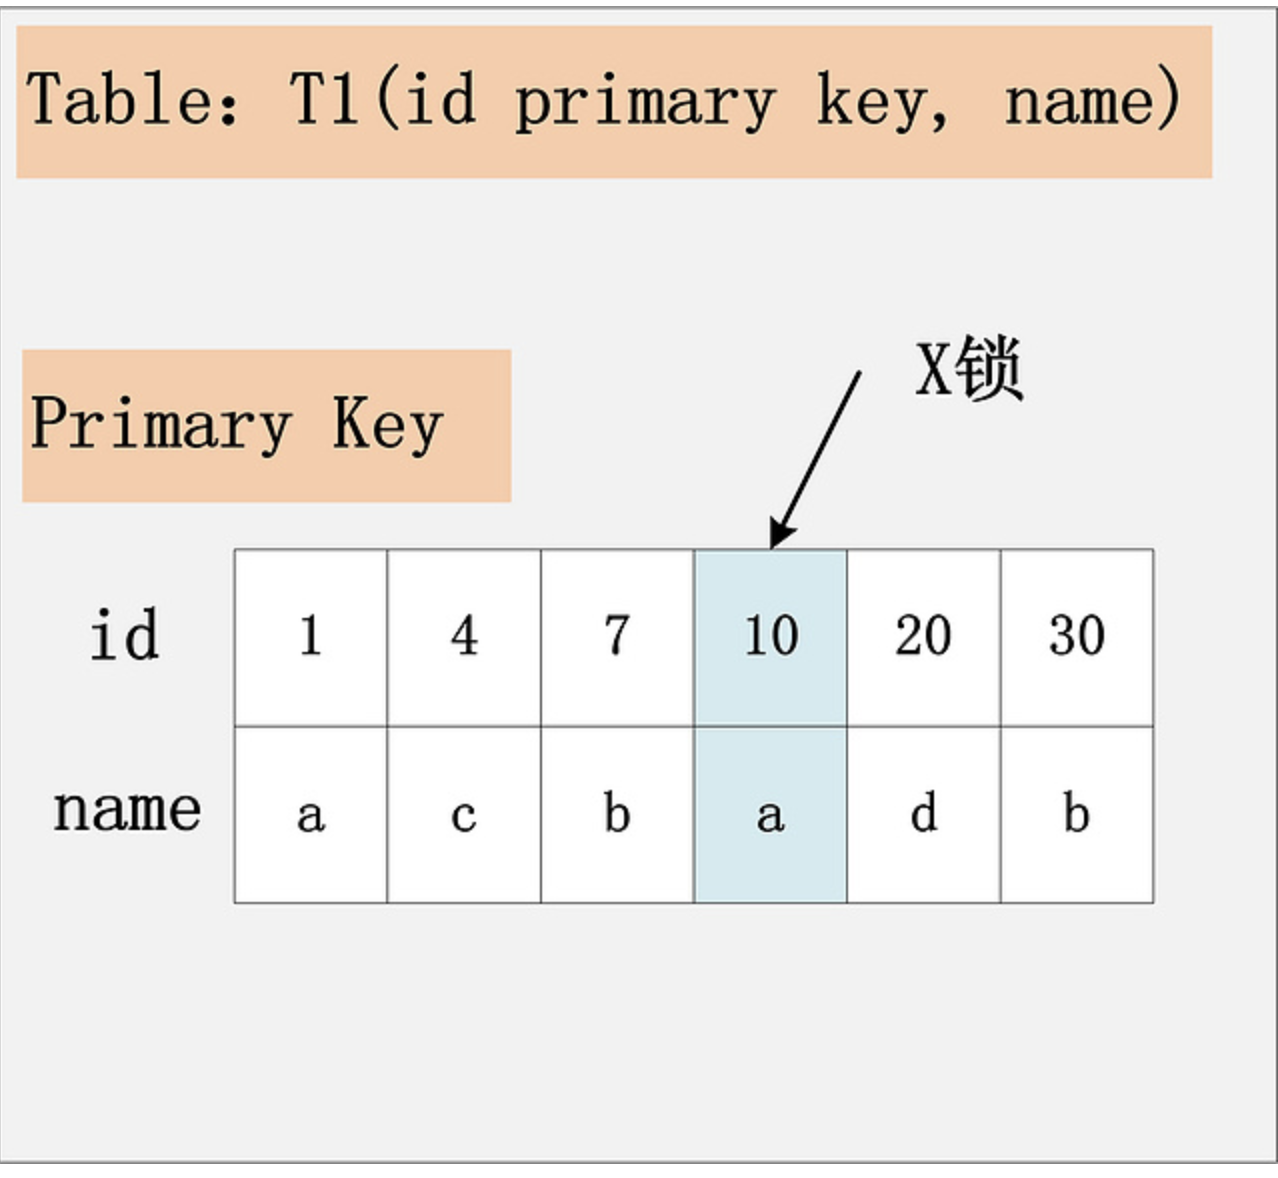 Table：T1(id primary key, name)
X锁
Primary Key
id 1 4 7 10 20 30
name a c b a d b